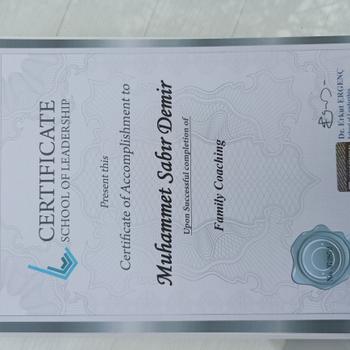 CERTIFICATE
SCHOOL OF LEADERSHIP
Present this
Certificate of Accomplishment to
Muhammet Sabır Demir
Upon Successful completion of
Family Coaching
Dr. Erkut ERGENÇ